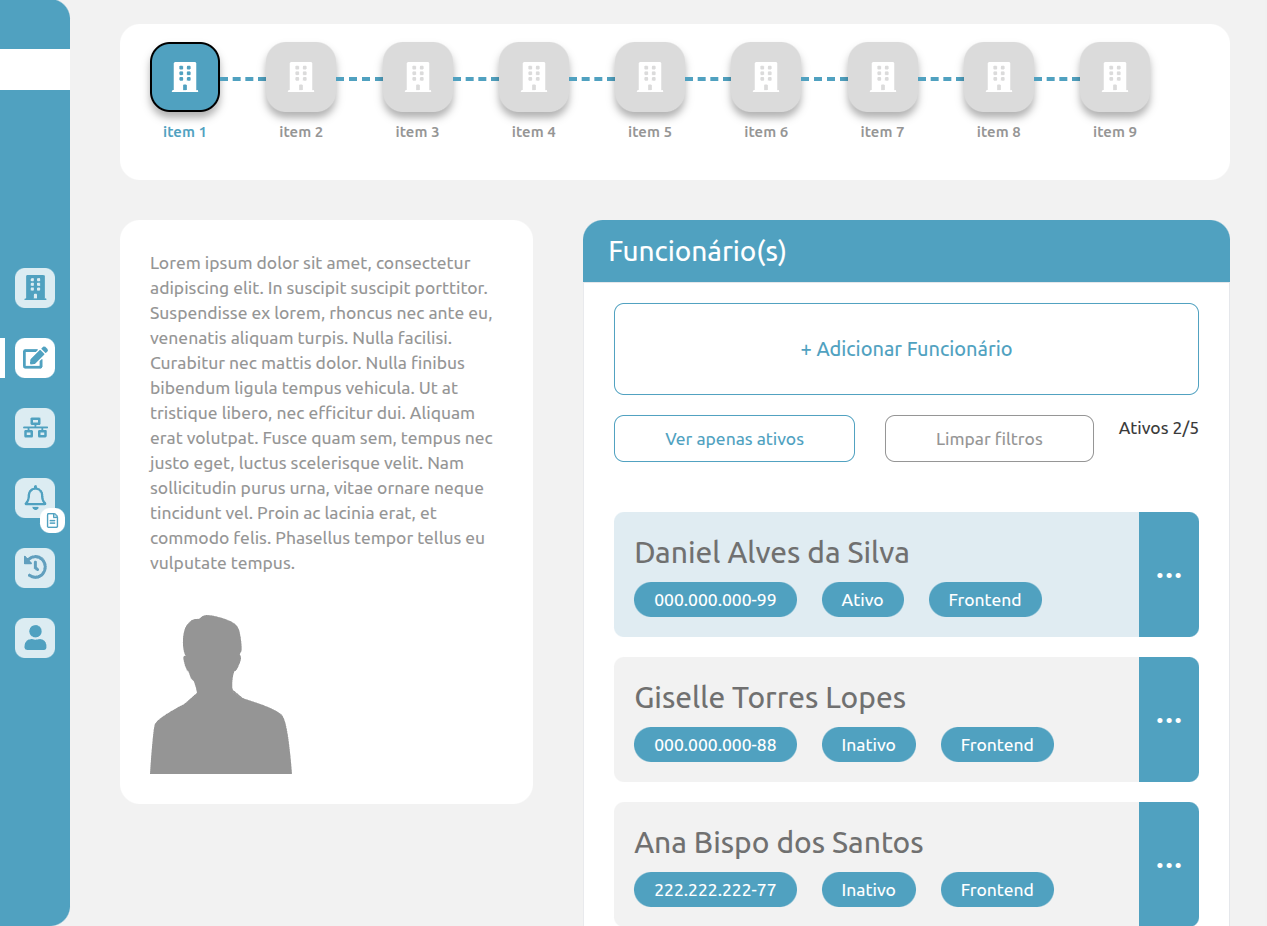 item 1
item 2
item 3
item 4
item 5
item 6
item 7
item 8
item 9
Lorem ipsum dolor sit amet, consectetur
adipiscing elit. In suscipit suscipit porttitor.
Suspendisse ex lorem, rhoncus nec ante eu,
venenatis aliquam turpis. Nulla facilisi.
Curabitur nec mattis dolor. Nulla finibus
bibendum ligula tempus vehicula. Ut at
tristique libero, nec efficitur dui. Aliquam
erat volutpat. Fusce quam sem, tempus nec
justo eget, luctus scelerisque velit. Nam
sollicitudin purus urna, vitae ornare neque
tincidunt vel. Proin ac lacinia erat, et
commodo felis. Phasellus tempor tellus eu
vulputate tempus.
Funcionário(s)
+ Adicionar Funcionário
Ver apenas ativos
Limpar filtros
Ativos 2/5
Daniel Alves da Silva
000.000.000-99
Ativo
Frontend
Giselle Torres Lopes
000.000.000-88
Inativo
Frontend
Ana Bispo dos Santos
222.222.222-77
Inativo
Frontend